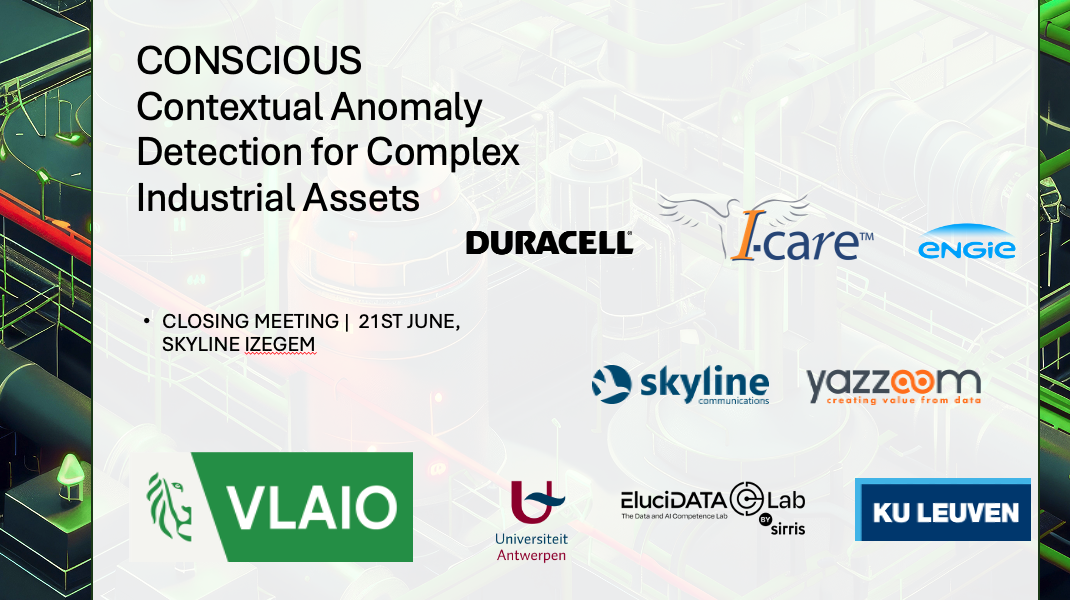 CONSCIOUS
Contextual Anomaly
Detection for Complex
Industrial Assets
DURACELL®
I-care™
ENGIE
• CLOSING MEETING | 21ST JUNE,
SKYLINE IZEGEM
skyline
communications
yazzoom
creating value from data
VLAIO
U
Universiteit
Antwerpen
EluciDATA Lab
The Data and AI Competence Lab
BY
sirris
KU LEUVEN